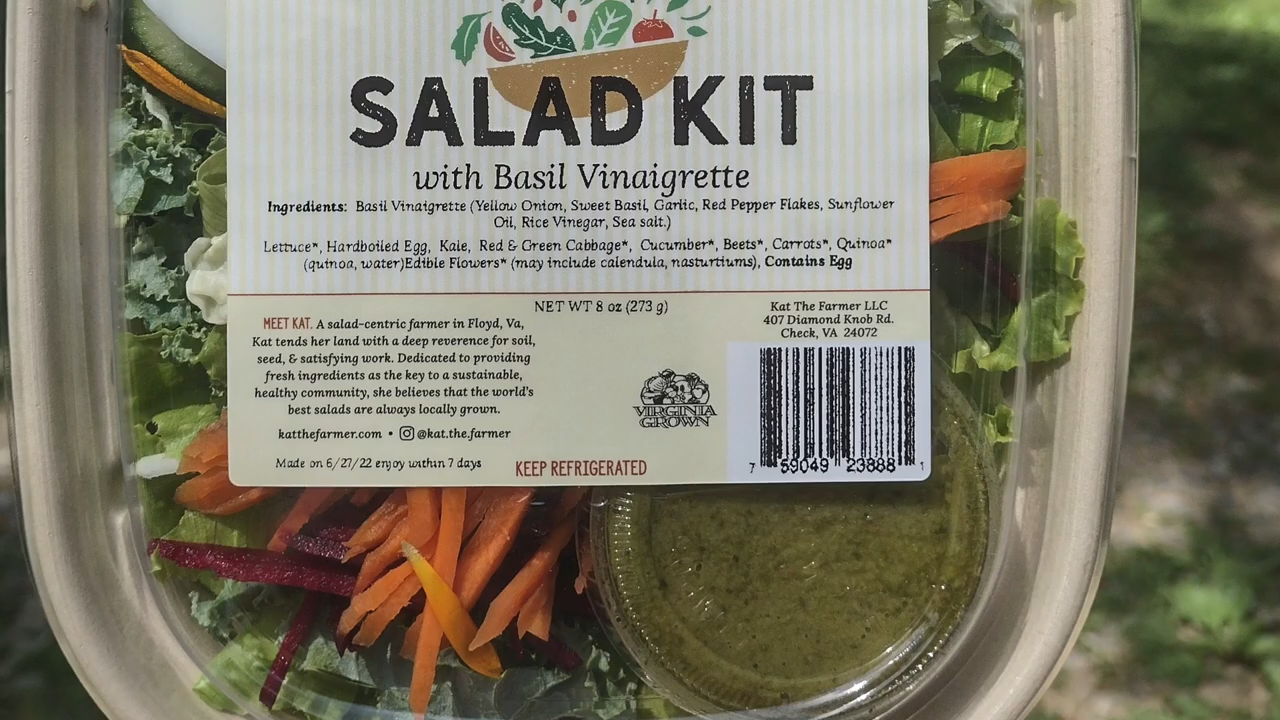 SALAD KIT
with Basil Vinaigrette
Ingredients: Basil Vinaigrette (Yellow Onion, Sweet Basil, Garlic, Red Pepper Flakes, Sunflower
Oil, Rice Vinegar, Sea salt.)
Lettuce*, Hardboiled Egg, Kale, Red & Green Cabbage*, Cucumber*, Beets*, Carrots*, Quinoa*
(quinoa, water)Edible Flowers* (may include calendula, nasturtiums), Contains Egg
NET WT 8 oz (273 g)
MEET KAT. A salad-centric farmer in Floyd, Va,
Kat tends her land with a deep reverence for soil,
seed, & satisfying work. Dedicated to providing
fresh ingredients as the key to a sustainable,
healthy community, she believes that the world's
best salads are always locally grown.
katthefarmer.com • @kat.the.farmer
Made on 6/27/22 enjoy within 7 days
KEEP REFRIGERATED
VIRGINIA
GROWN
Kat The Farmer LLC
407 Diamond Knob Rd.
Check, VA 24072
7 59049 23888 1